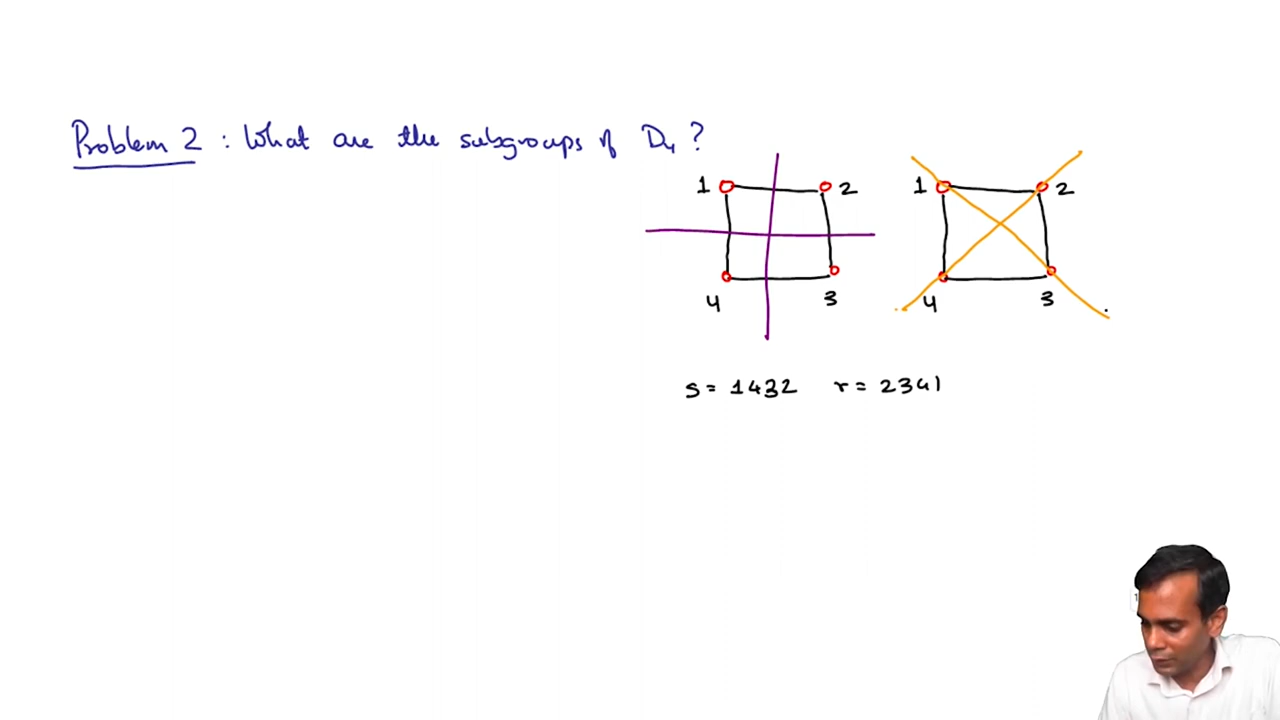 Problem 2 : What are the subgroups of D₄ ?
1 2 1 2
4 3 4 3
s = 1432 r = 2341